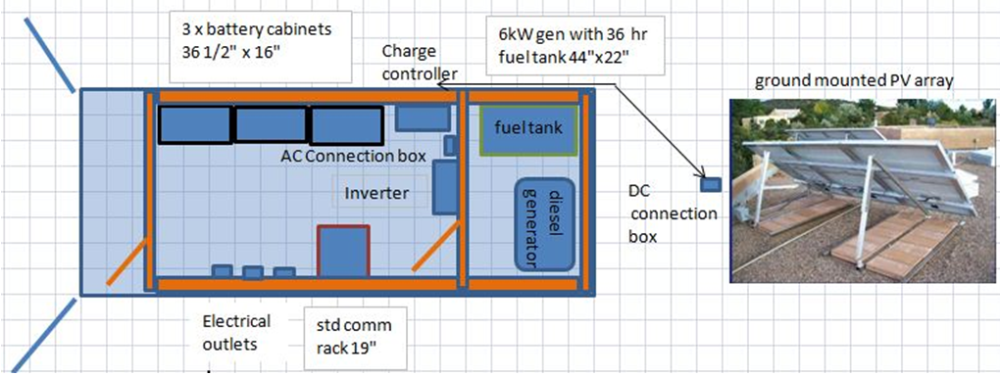 3 x battery cabinets
36 1/2" x 16"
Charge
controller
6kW gen with 36 hr
fuel tank 44"x22"
ground mounted PV array
fuel tank
AC Connection box
Inverter
diesel
generator
DC
connection
box
Electrical
outlets
std comm
rack 19"